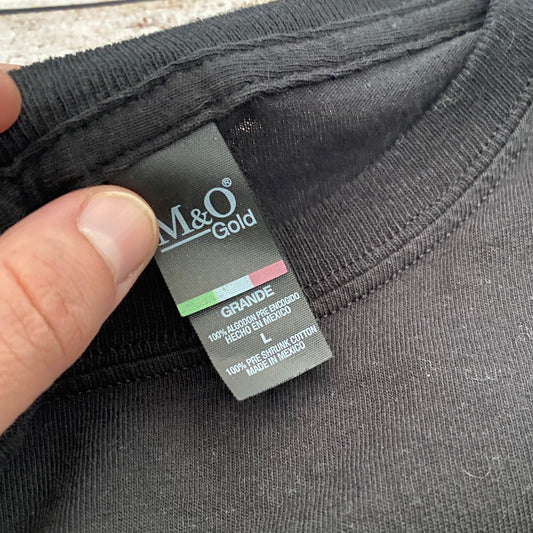 M&O®
Gold
GRANDE
100% ALGODON PRE ENCOGIDO
HECHO EN MEXICO
L
100% PRE SHRUNK COTTON
MADE IN MEXICO